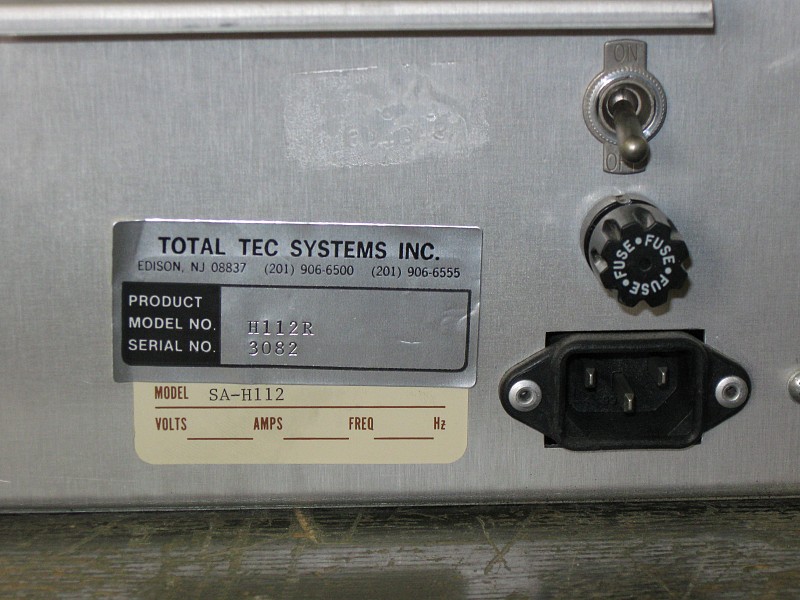 ON
OFF
FUSE • FUSE • FUSE •
TOTAL TEC SYSTEMS INC.
EDISON, NJ 08837 (201) 906-6500 (201) 906-6555
PRODUCT
MODEL NO. H112R
SERIAL NO. 3082
MODEL SA-H112
VOLTS AMPS FREQ Hz